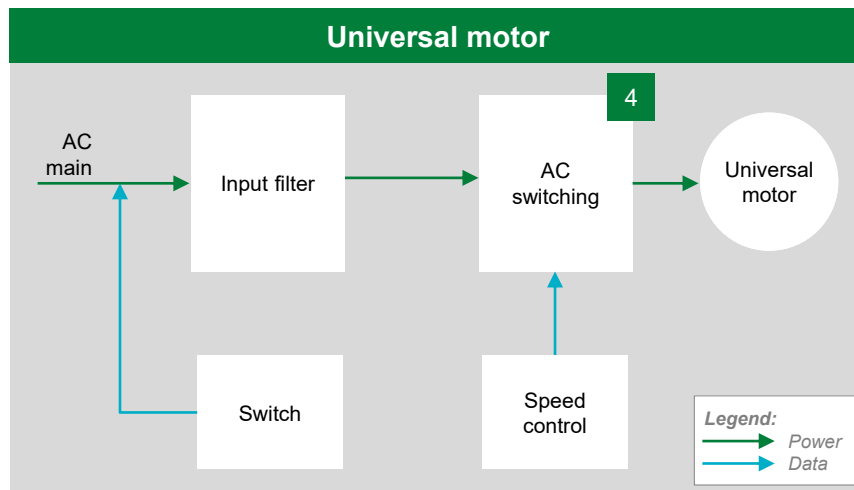 Universal motor
4
AC
main
Input filter
AC
switching
Universal
motor
Switch
Speed
control
Legend:
Power
Data